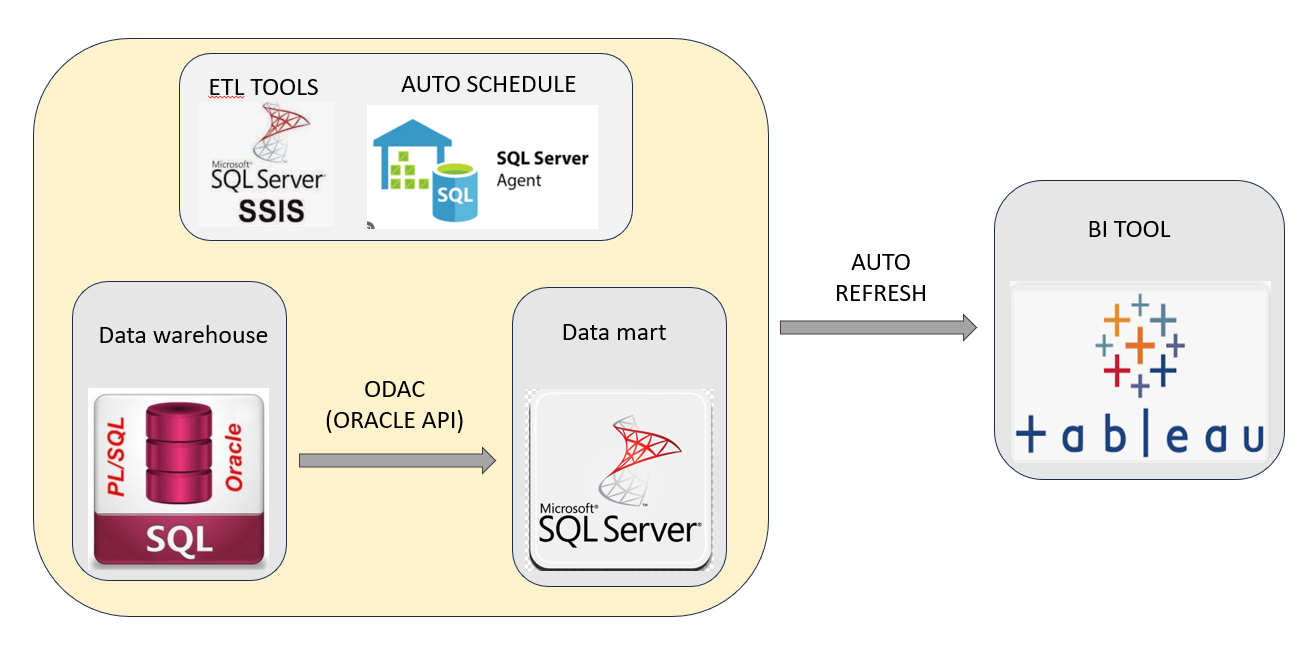 ETL TOOLS
AUTO SCHEDULE
Microsoft®
SQL Server®
SSIS
SQL
SQL Server
Agent
Data warehouse
PL/SQL
Oracle
SQL
ODAC
(ORACLE API)
Data mart
Microsoft®
SQL Server®
AUTO
REFRESH
BI TOOL
+ a b l e a u